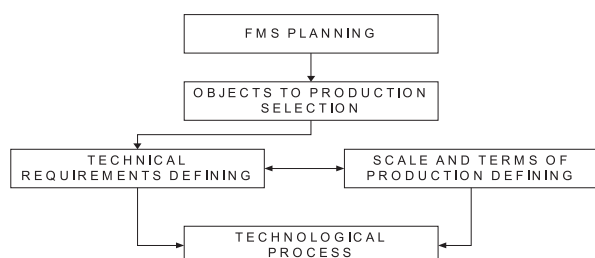 FMS PLANNING
OBJECTS TO PRODUCTION
SELECTION
TECHNICAL
REQUIREMENTS DEFINING
SCALE AND TERMS OF
PRODUCTION DEFINING
TECHNOLOGICAL
PROCESS